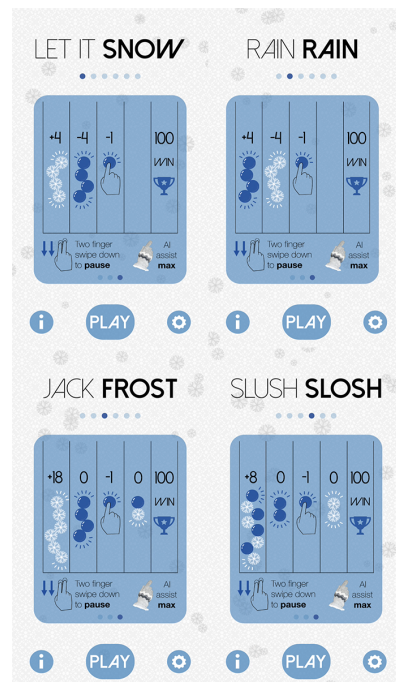 LET IT SNOW
+4 -4 -1 100
WIN
Two finger
swipe down
to pause
AI
assist
max
i PLAY
RAIN RAIN
+4 -4 -1 100
WIN
Two finger
swipe down
to pause
AI
assist
max
i PLAY
JACK FROST
+18 0 -1 0 100
WIN
Two finger
swipe down
to pause
AI
assist
max
i PLAY
SLUSH SLOSH
+8 0 -1 0 100
WIN
Two finger
swipe down
to pause
AI
assist
max
i PLAY